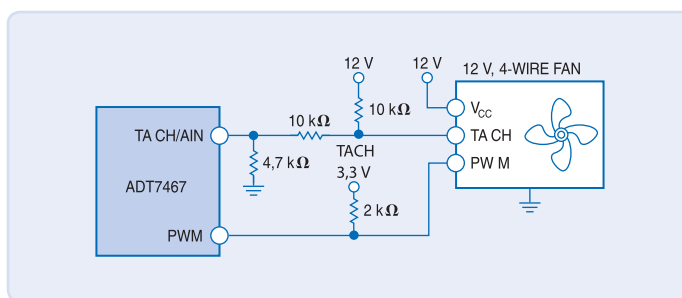 12 V
12 V
12 V, 4-WIRE FAN
10 kΩ
V_CC
TA CH/AIN
10 kΩ
TACH
TA CH
4,7 kΩ
3,3 V
PW M
ADT7467
2 kΩ
PWM